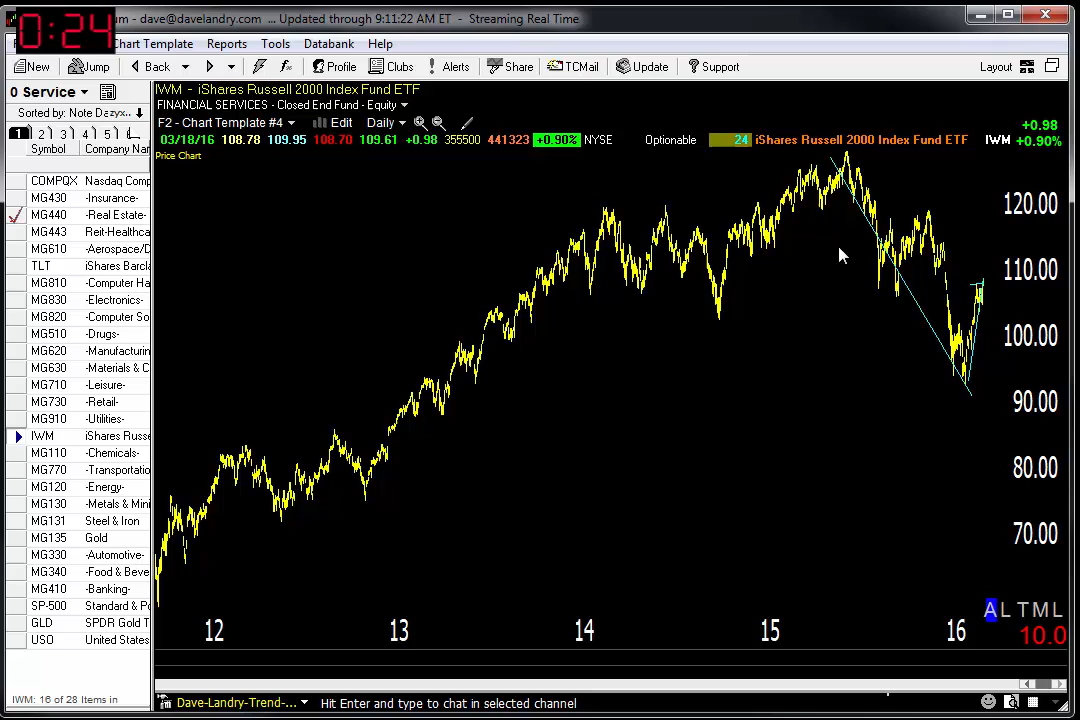 um - dave@davelandry.com ... Updated through 9:11:22 AM ET - Streaming Real Time
0:24
Chart Template Reports Tools Databank Help
New Jump Back Profile Clubs Alerts Share TCMail Update Support Layout
0 Service
Sorted by: Note Dazyx..
1 2 3 4 5
Symbol Company Nar
COMPQX Nasdaq Comp
MG430 -Insurance-
MG440 -Real Estate-
MG443 Reit-Healthca
MG610 -Aerospace/D
TLT iShares Barcla
MG810 -Computer Ha
MG830 -Electronics-
MG820 -Computer So
MG510 -Drugs-
MG620 -Manufacturin
MG630 -Materials & C
MG710 -Leisure-
MG730 -Retail-
MG910 -Utilities-
IWM iShares Russe
MG110 -Chemicals-
MG770 -Transportatio
MG120 -Energy-
MG130 -Metals & Mini
MG131 Steel & Iron
MG135 Gold
MG330 -Automotive-
MG340 -Food & Beve
MG410 -Banking-
SP-500 Standard & Po
GLD SPDR Gold T
USO United States
IWM: 16 of 28 Items in
IWM - iShares Russell 2000 Index Fund ETF
FINANCIAL SERVICES - Closed End Fund - Equity
F2 - Chart Template #4 Edit Daily
+0.98
03/18/16 108.78 109.95 108.70 109.61 +0.98 355500 441323 +0.90% NYSE Optionable 24 iShares Russell 2000 Index Fund ETF IWM +0.90%
Price Chart
120.00
110.00
100.00
90.00
80.00
70.00
A L T M L
10.0
12 13 14 15 16
Dave-Landry-Trend-... Hit Enter and type to chat in selected channel